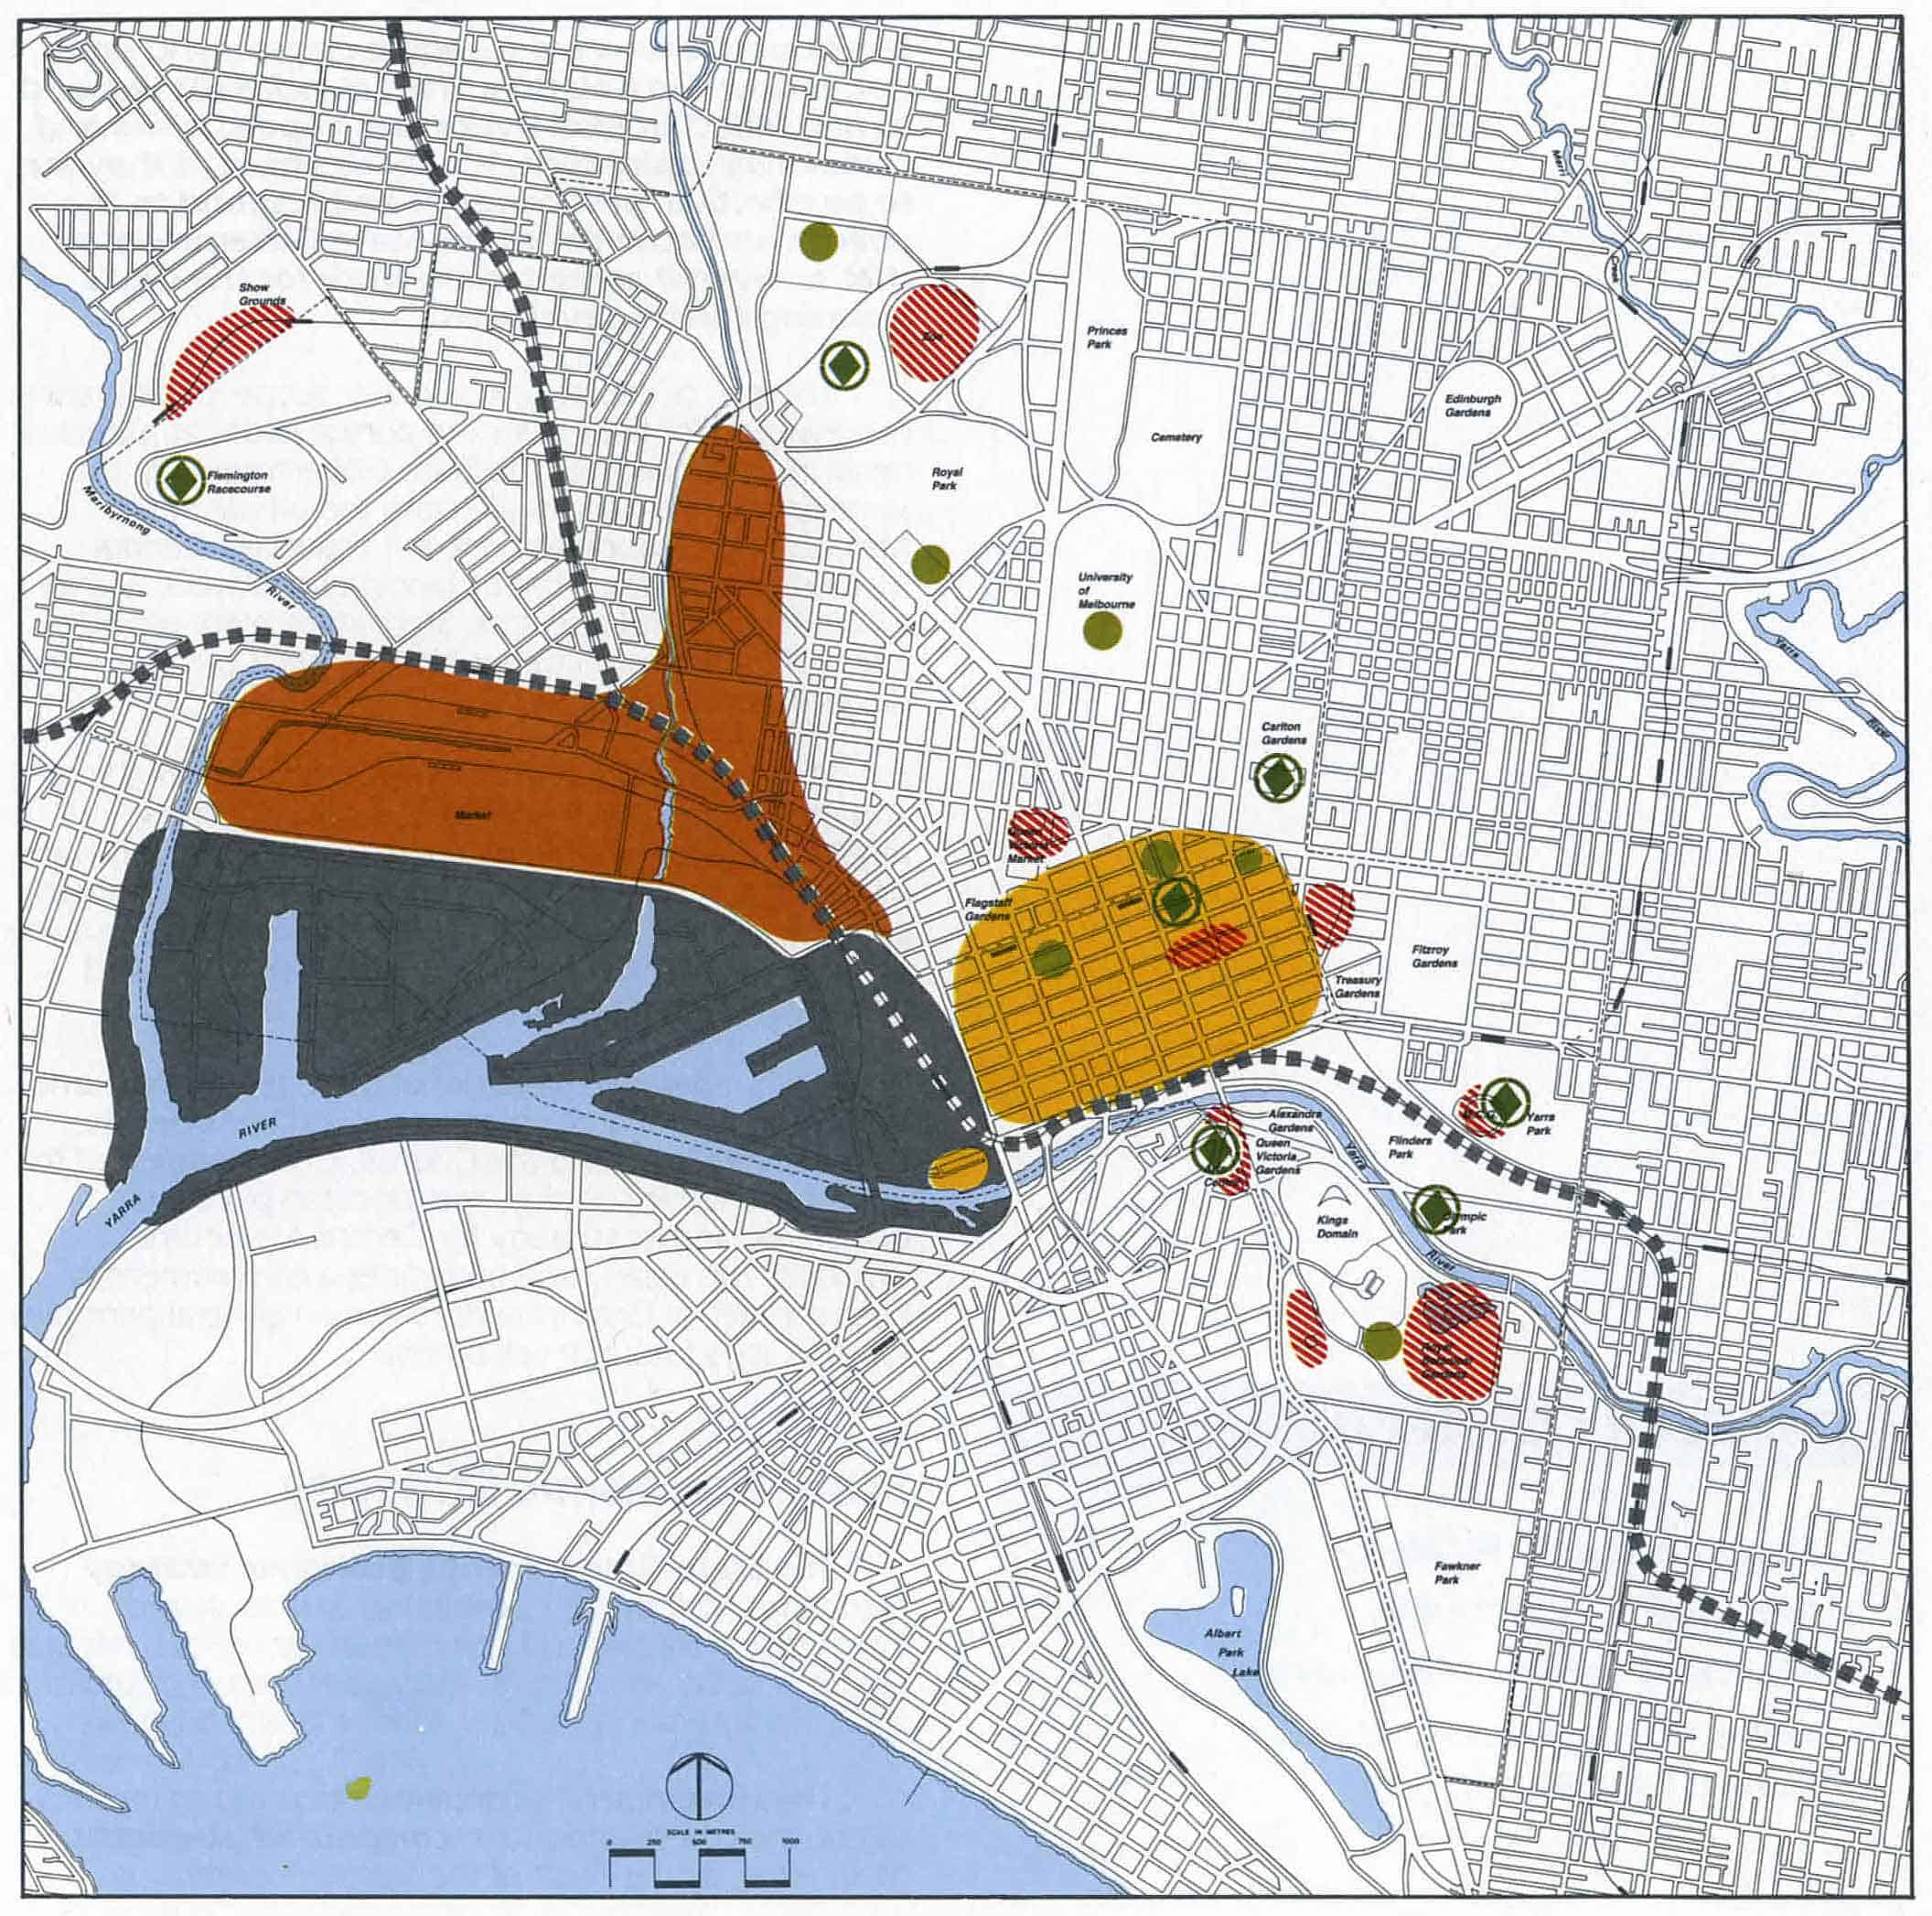 Merri
Creek
Show
Grounds
Zoo
Princes
Park
Edinburgh
Gardens
Cemetery
Royal
Park
Flemington
Racecourse
Maribyrnong
River
University
of
Melbourne
Yarra
River
Carlton
Gardens
Market
Queen
Victoria
Market
Flagstaff
Gardens
Fitzroy
Gardens
Treasury
Gardens
Yarra
Park
Alexandra
Gardens
Flinders
Park
Queen
Victoria
Gardens
Arts
Centre
Yarra
RIVER
YARRA
Kings
Domain
Olympic
Park
River
Royal
Botanical
Gardens
Fawkner
Park
Albert
Park
Lake
SCALE IN METRES
0 250 500 750 1000